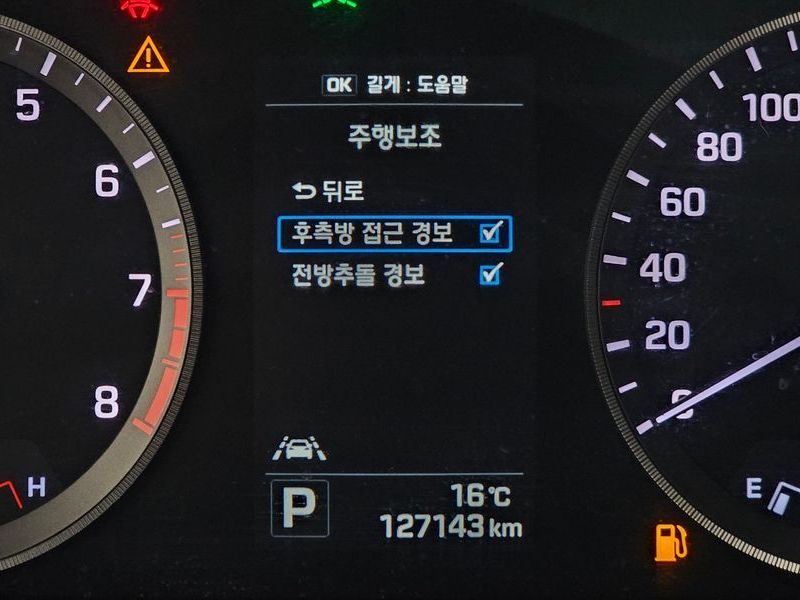 OK 길게 : 도움말
주행보조
뒤로
후측방 접근 경보
전방추돌 경보
P
16℃
127143 km
5
6
7
8
H
100
80
60
40
20
0
E